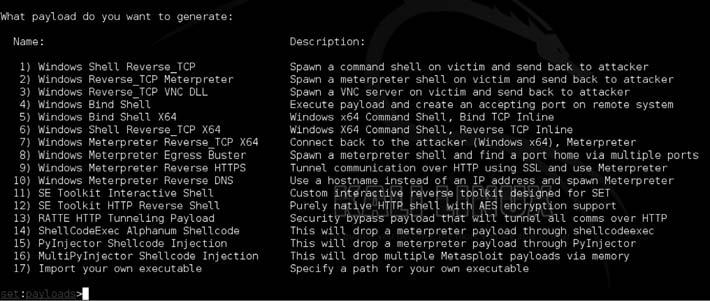 What payload do you want to generate:
Name: Description:
1) Windows Shell Reverse_TCP Spawn a command shell on victim and send back to attacker
2) Windows Reverse_TCP Meterpreter Spawn a meterpreter shell on victim and send back to attacker
3) Windows Reverse_TCP VNC DLL Spawn a VNC server on victim and send back to attacker
4) Windows Bind Shell Execute payload and create an accepting port on remote system
5) Windows Bind Shell X64 Windows x64 Command Shell, Bind TCP Inline
6) Windows Shell Reverse_TCP X64 Windows X64 Command Shell, Reverse TCP Inline
7) Windows Meterpreter Reverse_TCP X64 Connect back to the attacker (Windows x64), Meterpreter
8) Windows Meterpreter Egress Buster Spawn a meterpreter shell and find a port home via multiple ports
9) Windows Meterpreter Reverse HTTPS Tunnel communication over HTTP using SSL and use Meterpreter
10) Windows Meterpreter Reverse DNS Use a hostname instead of an IP address and spawn Meterpreter
11) SE Toolkit Interactive Shell Custom interactive reverse toolkit designed for SET
12) SE Toolkit HTTP Reverse Shell Purely native HTTP shell with AES encryption support
13) RATTE HTTP Tunneling Payload Security bypass payload that will tunnel all comms over HTTP
14) ShellCodeExec Alphanum Shellcode This will drop a meterpreter payload through shellcodeexec
15) PyInjector Shellcode Injection This will drop a meterpreter payload through PyInjector
16) MultiPyInjector Shellcode Injection This will drop multiple Metasploit payloads via memory
17) Import your own executable Specify a path for your own executable
set:payloads>